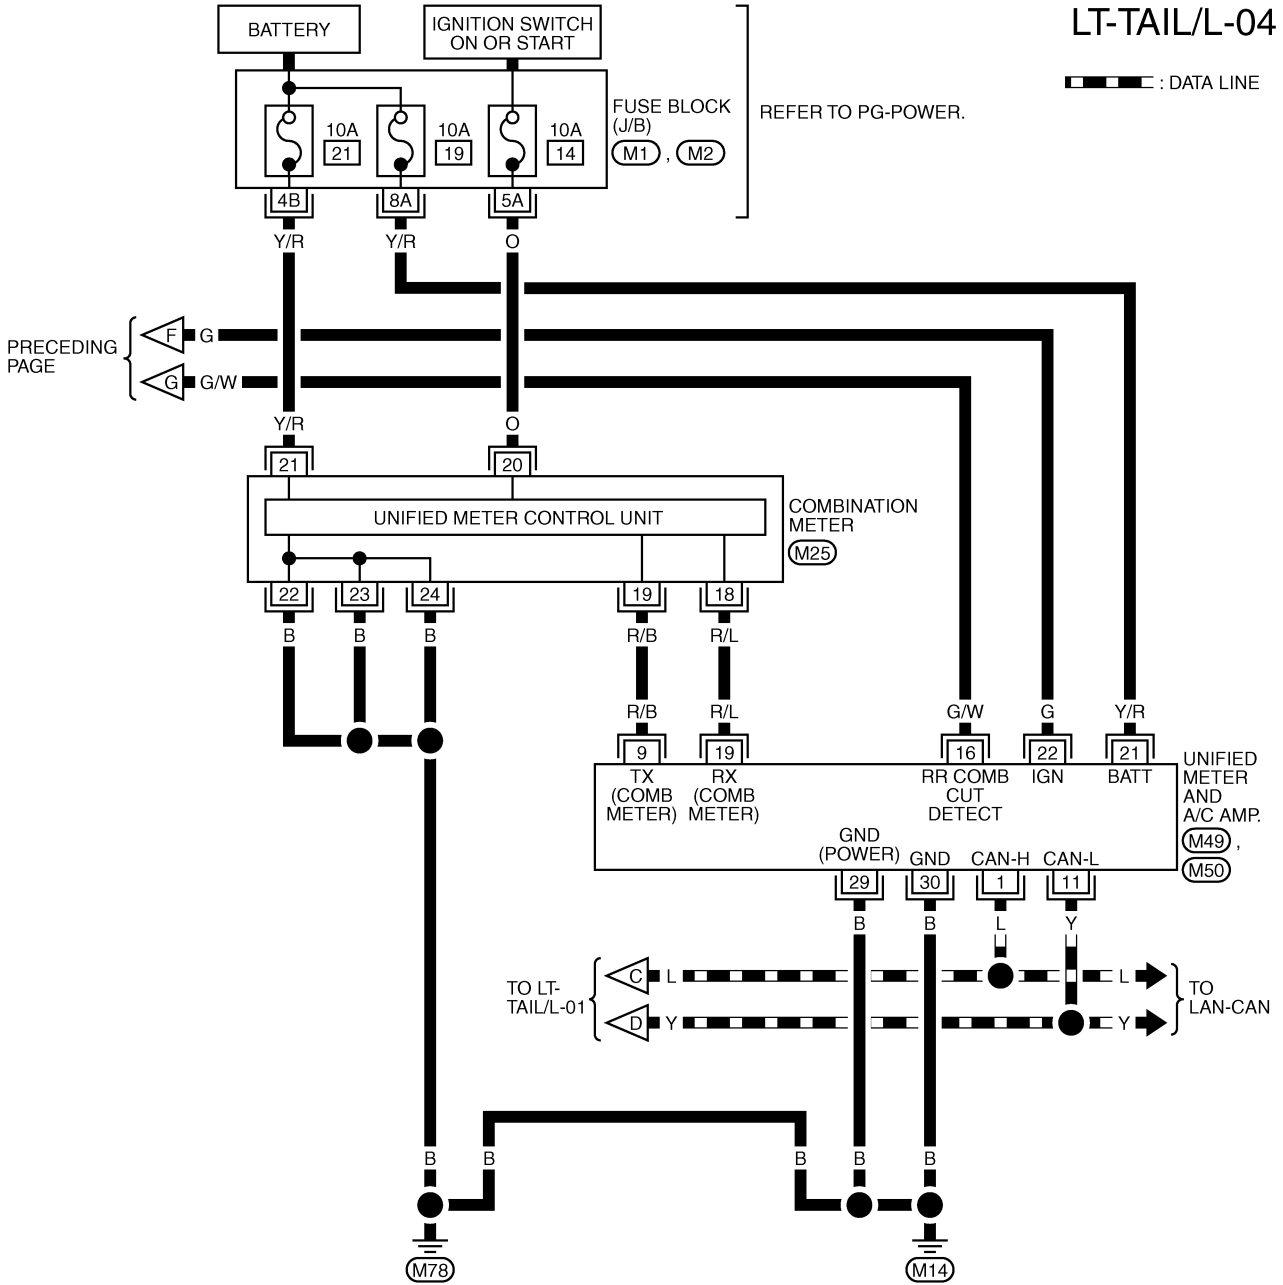 LT-TAIL/L-04
BATTERY
IGNITION SWITCH
ON OR START
: DATA LINE
FUSE BLOCK
(J/B)
M1 , M2
REFER TO PG-POWER.
10A
21
10A
19
10A
14
4B
8A
5A
Y/R
Y/R
O
PRECEDING
PAGE
F
G
G
G/W
Y/R
O
21
20
UNIFIED METER CONTROL UNIT
COMBINATION
METER
M25
22
23
24
19
18
B
B
B
R/B
R/L
R/B
R/L
G/W
G
Y/R
9
19
16
22
21
TX
(COMB
METER)
RX
(COMB
METER)
RR COMB
CUT
DETECT
IGN
BATT
UNIFIED
METER
AND
A/C AMP.
M49 ,
M50
GND
(POWER)
GND
CAN-H
CAN-L
29
30
1
11
B
B
L
Y
TO LT-
TAIL/L-01
C
L
D
Y
L
Y
TO
LAN-CAN
B
B
B
B
B
M78
M14